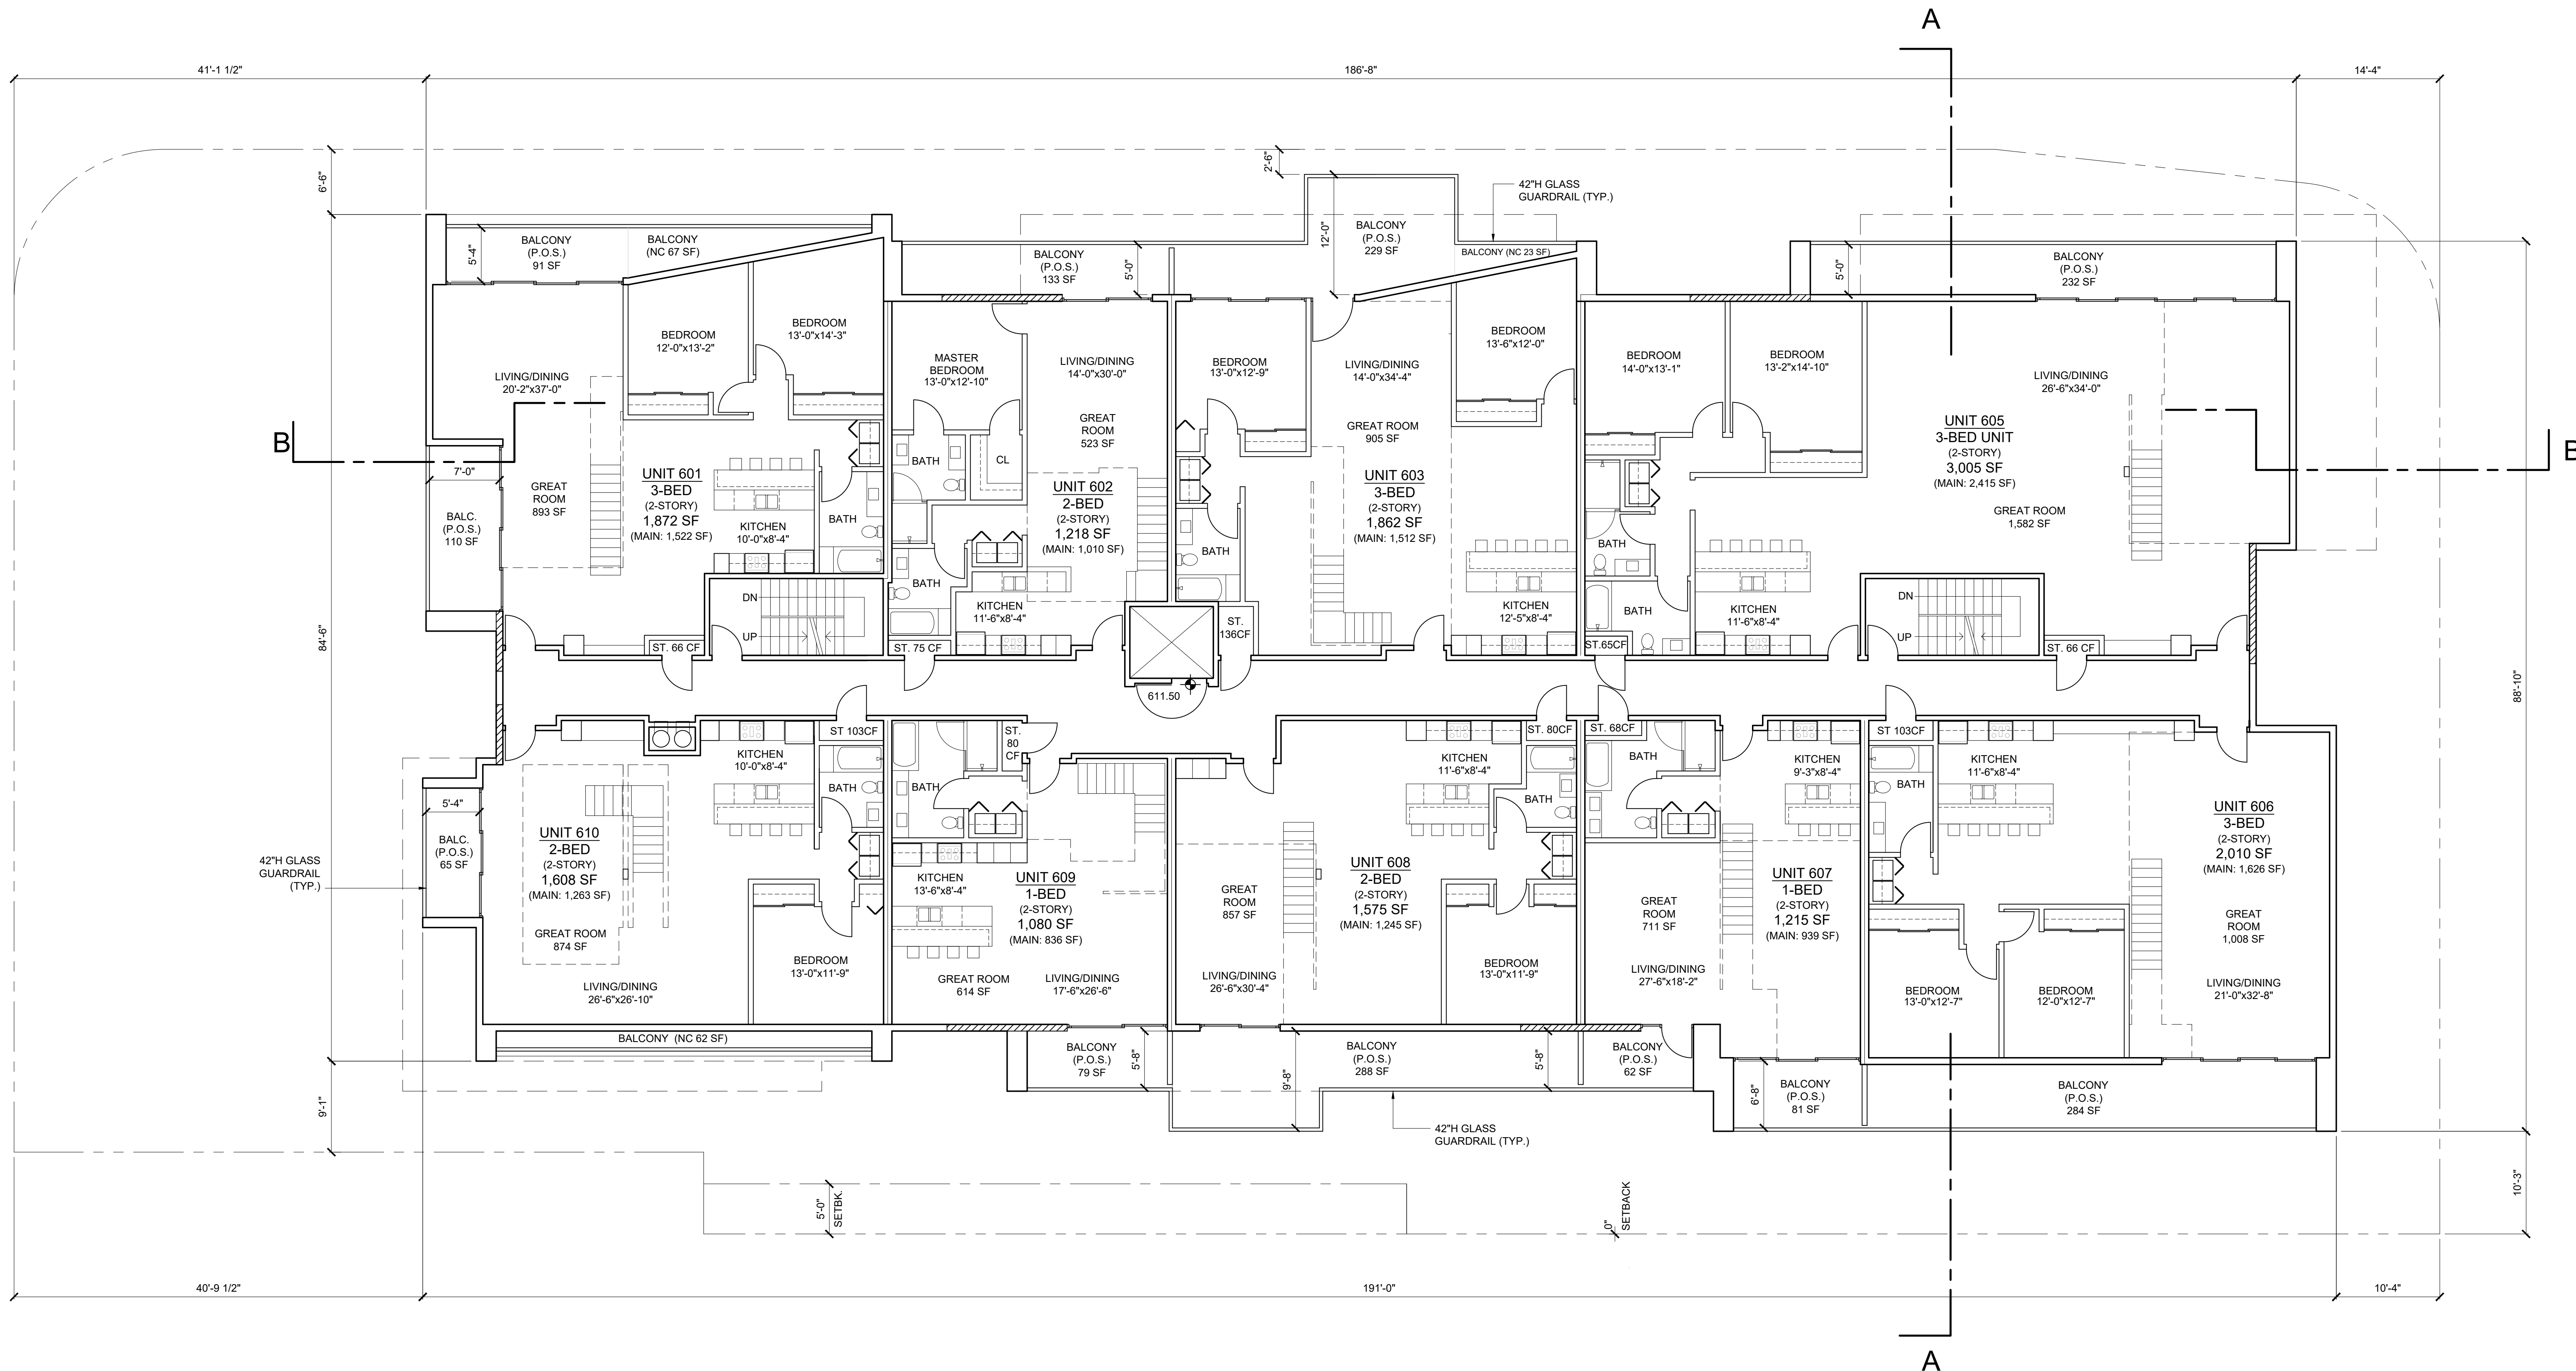 A
41'-1 1/2"
186'-8"
14'-4"
6'-6"
2'-6"
42"H GLASS
GUARDRAIL (TYP.)
5'-4"
BALCONY
(P.O.S.)
91 SF
BALCONY
(NC 67 SF)
BALCONY
(P.O.S.)
133 SF
5'-0"
12'-0"
BALCONY
(P.O.S.)
229 SF
BALCONY (NC 23 SF)
5'-0"
BALCONY
(P.O.S.)
232 SF
LIVING/DINING
20'-2"x37'-0"
BEDROOM
12'-0"x13'-2"
BEDROOM
13'-0"x14'-3"
MASTER
BEDROOM
13'-0"x12'-10"
LIVING/DINING
14'-0"x30'-0"
GREAT
ROOM
523 SF
BEDROOM
13'-0"x12'-9"
LIVING/DINING
14'-0"x34'-4"
GREAT ROOM
905 SF
BEDROOM
13'-6"x12'-0"
BEDROOM
14'-0"x13'-1"
BEDROOM
13'-2"x14'-10"
LIVING/DINING
26'-6"x34'-0"
UNIT 605
3-BED UNIT
(2-STORY)
3,005 SF
(MAIN: 2,415 SF)
GREAT ROOM
1,582 SF
B
B
7'-0"
BALC.
(P.O.S.)
110 SF
GREAT
ROOM
893 SF
UNIT 601
3-BED
(2-STORY)
1,872 SF
(MAIN: 1,522 SF)
KITCHEN
10'-0"x8'-4"
BATH
BATH
CL
UNIT 602
2-BED
(2-STORY)
1,218 SF
(MAIN: 1,010 SF)
BATH
KITCHEN
11'-6"x8'-4"
BATH
UNIT 603
3-BED
(2-STORY)
1,862 SF
(MAIN: 1,512 SF)
KITCHEN
12'-5"x8'-4"
BATH
BATH
KITCHEN
11'-6"x8'-4"
DN
UP
DN
UP
84'-6"
88'-10"
ST. 66 CF
ST. 75 CF
ST.
136CF
ST.65CF
ST. 66 CF
611.50
ST 103CF
ST.
80
CF
ST. 80CF
ST. 68CF
ST 103CF
KITCHEN
10'-0"x8'-4"
BATH
BATH
KITCHEN
11'-6"x8'-4"
BATH
BATH
KITCHEN
9'-3"x8'-4"
KITCHEN
11'-6"x8'-4"
BATH
5'-4"
BALC.
(P.O.S.)
65 SF
42"H GLASS
GUARDRAIL
(TYP.)
UNIT 610
2-BED
(2-STORY)
1,608 SF
(MAIN: 1,263 SF)
GREAT ROOM
874 SF
LIVING/DINING
26'-6"x26'-10"
BEDROOM
13'-0"x11'-9"
KITCHEN
13'-6"x8'-4"
UNIT 609
1-BED
(2-STORY)
1,080 SF
(MAIN: 836 SF)
GREAT ROOM
614 SF
LIVING/DINING
17'-6"x26'-6"
GREAT
ROOM
857 SF
LIVING/DINING
26'-6"x30'-4"
UNIT 608
2-BED
(2-STORY)
1,575 SF
(MAIN: 1,245 SF)
BEDROOM
13'-0"x11'-9"
GREAT
ROOM
711 SF
LIVING/DINING
27'-6"x18'-2"
UNIT 607
1-BED
(2-STORY)
1,215 SF
(MAIN: 939 SF)
UNIT 606
3-BED
(2-STORY)
2,010 SF
(MAIN: 1,626 SF)
GREAT
ROOM
1,008 SF
LIVING/DINING
21'-0"x32'-8"
BEDROOM
13'-0"x12'-7"
BEDROOM
12'-0"x12'-7"
BALCONY (NC 62 SF)
BALCONY
(P.O.S.)
79 SF
5'-8"
9'-8"
BALCONY
(P.O.S.)
288 SF
5'-8"
BALCONY
(P.O.S.)
62 SF
6'-8"
BALCONY
(P.O.S.)
81 SF
BALCONY
(P.O.S.)
284 SF
9'-1"
42"H GLASS
GUARDRAIL (TYP.)
5'-0"
SETBK.
0"
SETBACK
10'-3"
40'-9 1/2"
191'-0"
10'-4"
A